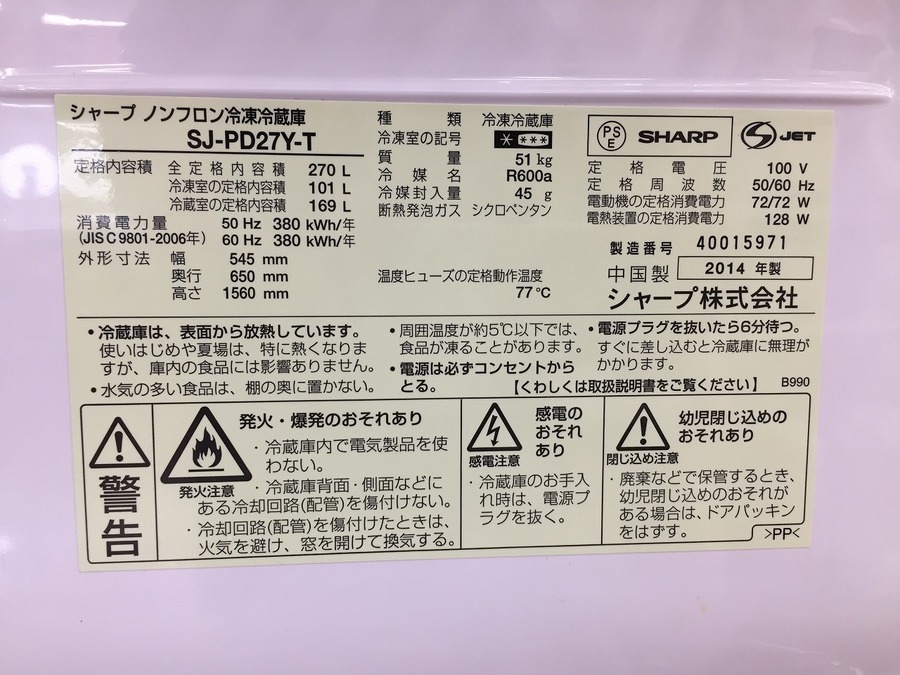 シャープ ノンフロン冷凍冷蔵庫
SJ-PD27Y-T
定格内容積 全定格内容積 270 L
冷凍室の定格内容積 101 L
冷蔵室の定格内容積 169 L
消費電力量 50 Hz 380 kWh/年
(JIS C 9801-2006年) 60 Hz 380 kWh/年
外形寸法 幅 545 mm
奥行 650 mm
高さ 1560 mm
種類 冷凍冷蔵庫
冷凍室の記号 * ***
質量 51 kg
冷媒名 R600a
冷媒封入量 45 g
断熱発泡ガス シクロペンタン
温度ヒューズの定格動作温度
77 ℃
PS
E SHARP
S JET
定格電圧 100 V
定格周波数 50/60 Hz
電動機の定格消費電力 72/72 W
電熱装置の定格消費電力 128 W
製造番号 40015971
中国製 2014 年製
シャープ株式会社
・冷蔵庫は、表面から放熱しています。
使いはじめや夏場は、特に熱くなりま
すが、庫内の食品には影響ありません。
・水気の多い食品は、棚の奥に置かない。
・周囲温度が約5℃以下では、
食品が凍ることがあります。
・電源は必ずコンセントから
とる。
・電源プラグを抜いたら6分待つ。
すぐに差し込むと冷蔵庫に無理が
かかります。
【くわしくは取扱説明書をご覧ください】 B990
警告
発火注意
発火・爆発のおそれあり
・冷蔵庫内で電気製品を使
わない。
・冷蔵庫背面・側面などに
ある冷却回路(配管)を傷付けない。
・冷却回路(配管)を傷付けたときは、
火気を避け、窓を開けて換気する。
感電注意
感電の
おそれ
あり
・冷蔵庫のお手入
れ時は、電源プ
ラグを抜く。
閉じ込め注意
幼児閉じ込めの
おそれあり
・廃棄などで保管するとき、
幼児閉じ込めのおそれが
ある場合は、ドアパッキン
をはずす。
>PP<